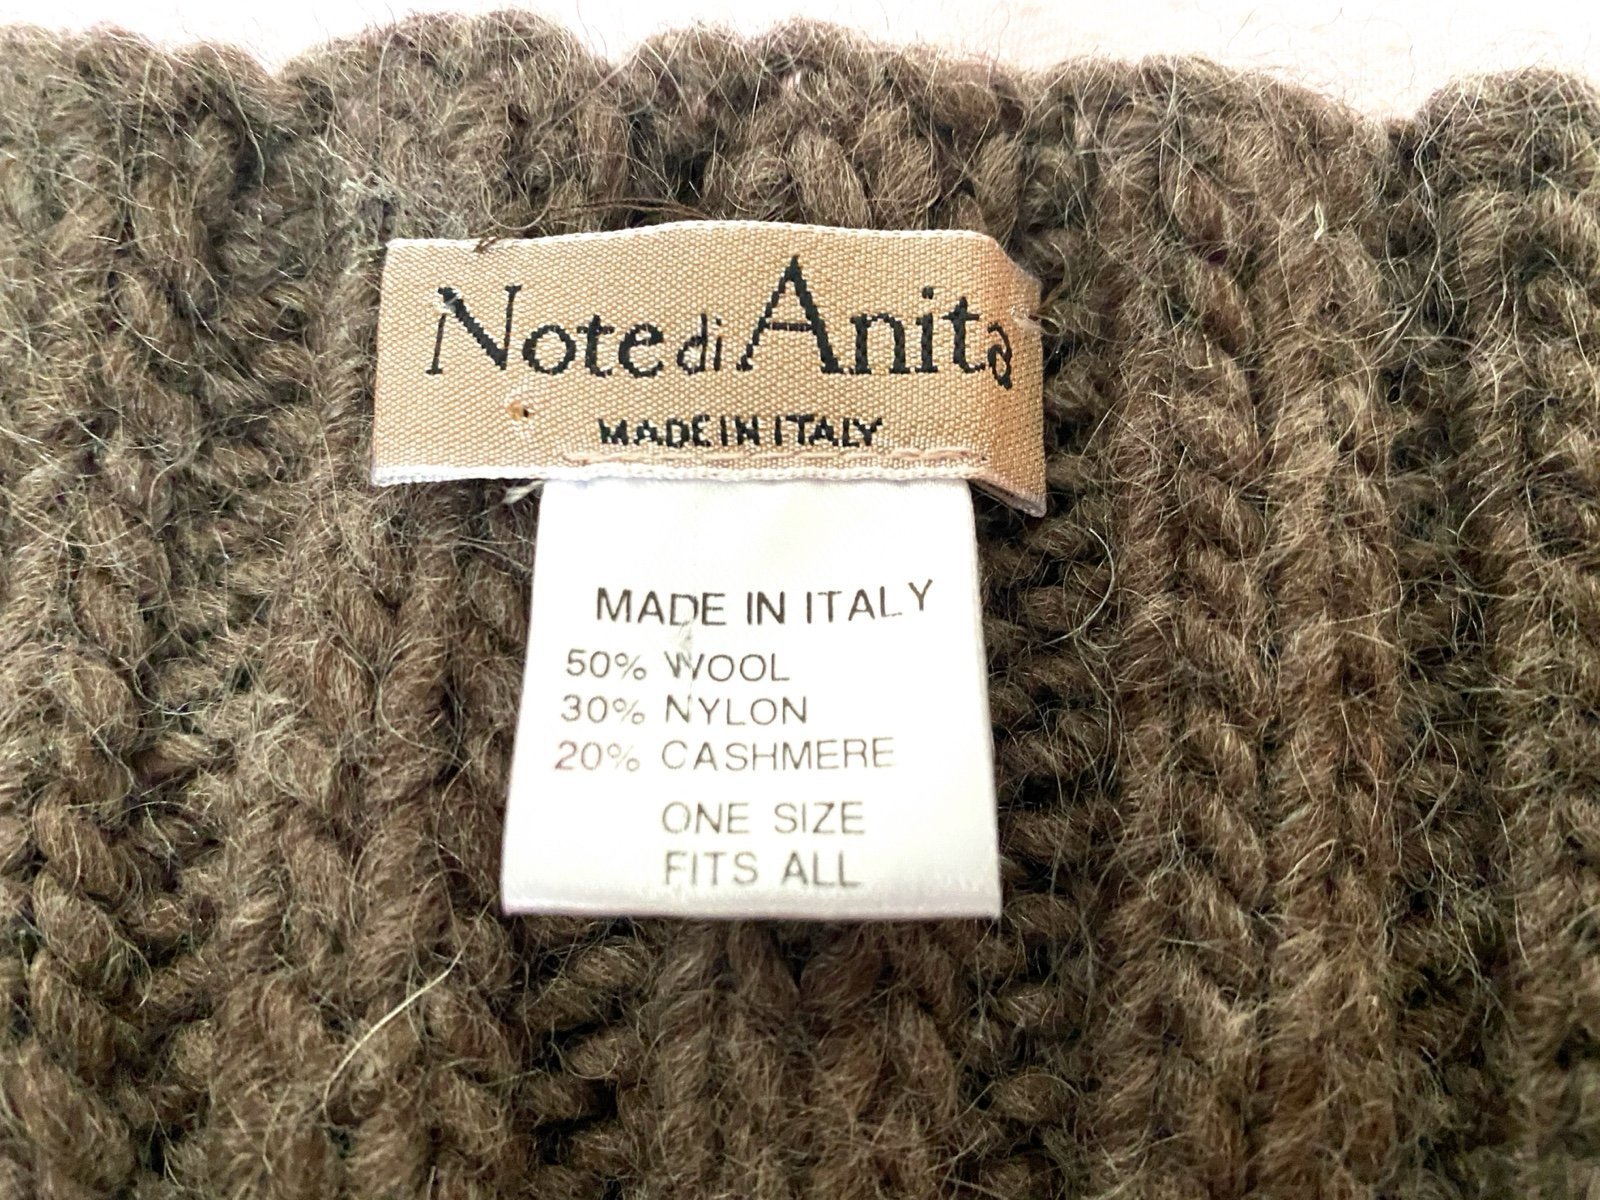 Note di Anita
MADE IN ITALY
MADE IN ITALY
50% WOOL
30% NYLON
20% CASHMERE
ONE SIZE
FITS ALL